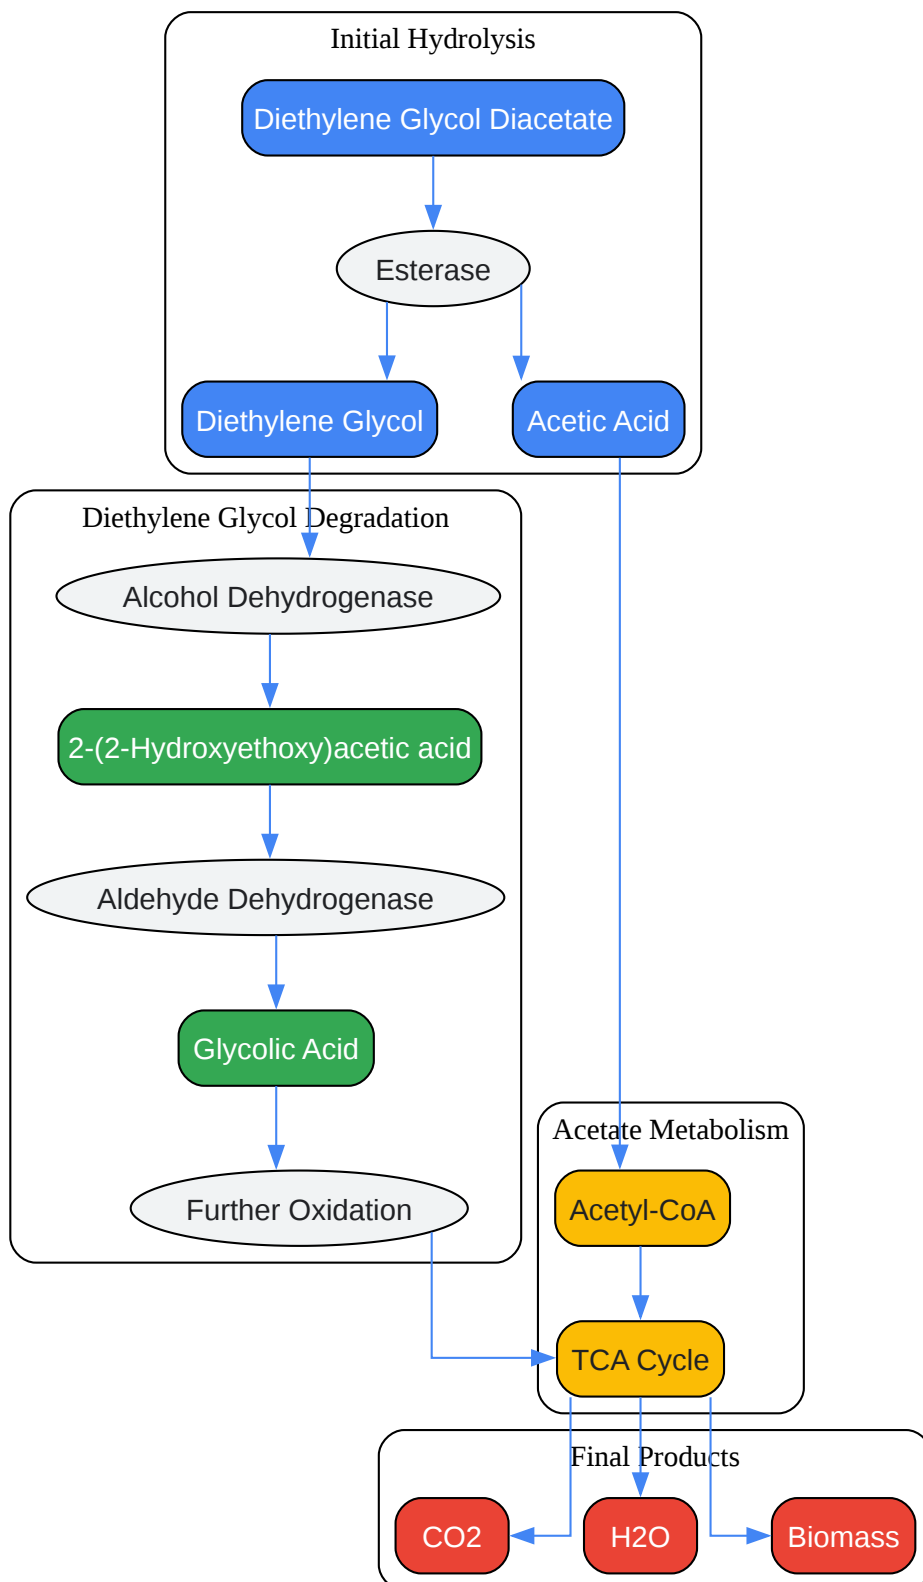 Initial Hydrolysis
Diethylene Glycol Diacetate
Esterase
Diethylene Glycol
Acetic Acid
Diethylene Glycol Degradation
Alcohol Dehydrogenase
2-(2-Hydroxyethoxy)acetic acid
Aldehyde Dehydrogenase
Glycolic Acid
Further Oxidation
Acetate Metabolism
Acetyl-CoA
TCA Cycle
Final Products
CO2
H2O
Biomass